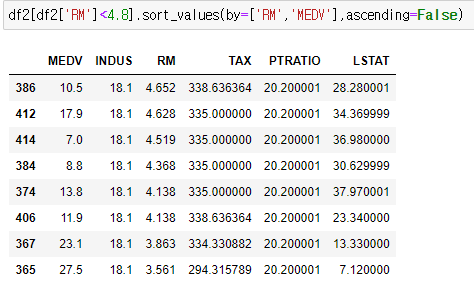 df2[df2['RM']<4.8].sort_values(by=['RM','MEDV'],ascending=False)
MEDV INDUS RM TAX PTRATIO LSTAT
386 10.5 18.1 4.652 338.636364 20.200001 28.280001
412 17.9 18.1 4.628 335.000000 20.200001 34.369999
414 7.0 18.1 4.519 335.000000 20.200001 36.980000
384 8.8 18.1 4.368 335.000000 20.200001 30.629999
374 13.8 18.1 4.138 335.000000 20.200001 37.970001
406 11.9 18.1 4.138 338.636364 20.200001 23.340000
367 23.1 18.1 3.863 334.330882 20.200001 13.330000
365 27.5 18.1 3.561 294.315789 20.200001 7.120000